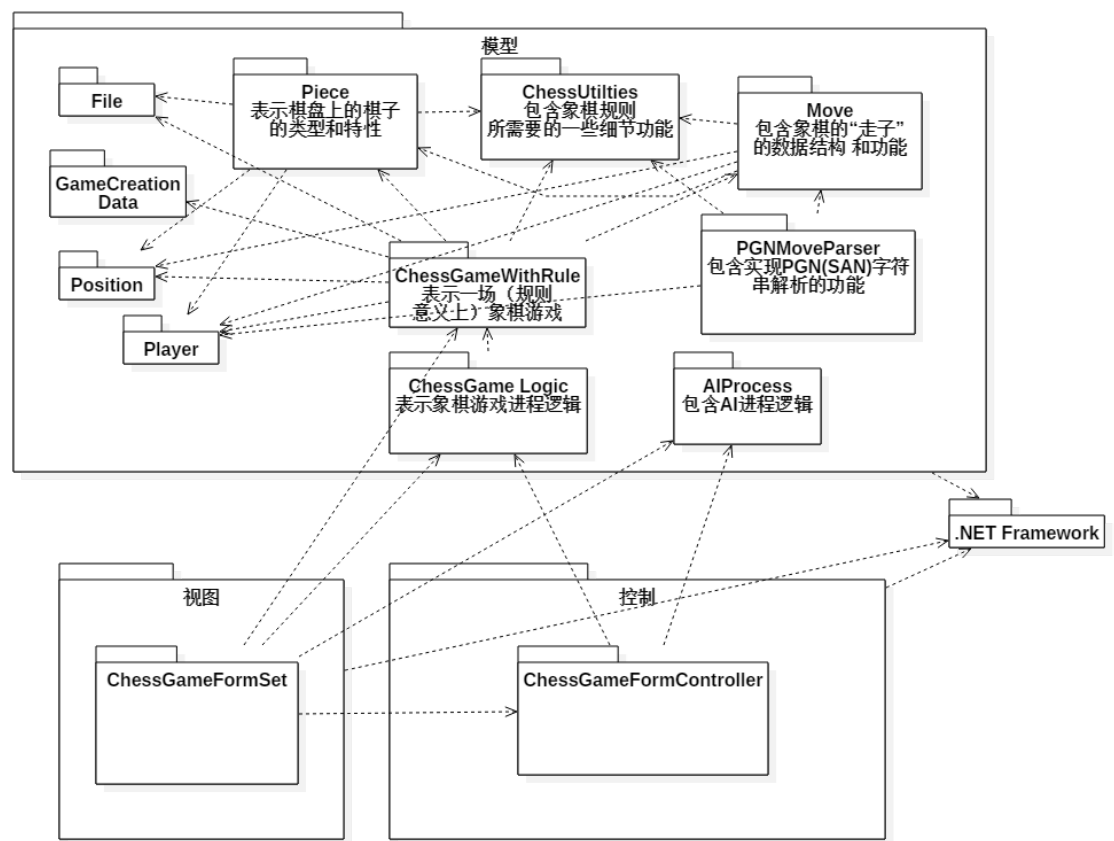 模型
File
Piece
表示棋盘上的棋子
的类型和特性
ChessUtilties
包含象棋规则
所需要的一些细节功能
Move
包含象棋的“走子”
的数据结构 和功能
GameCreation
Data
Position
Player
ChessGameWithRule
表示一场（规则
意义上）象棋游戏
PGNMoveParser
包含实现PGN(SAN)字符
串解析的功能
ChessGame Logic
表示象棋游戏进程逻辑
AIProcess
包含AI进程逻辑
.NET Framework
视图
ChessGameFormSet
控制
ChessGameFormController